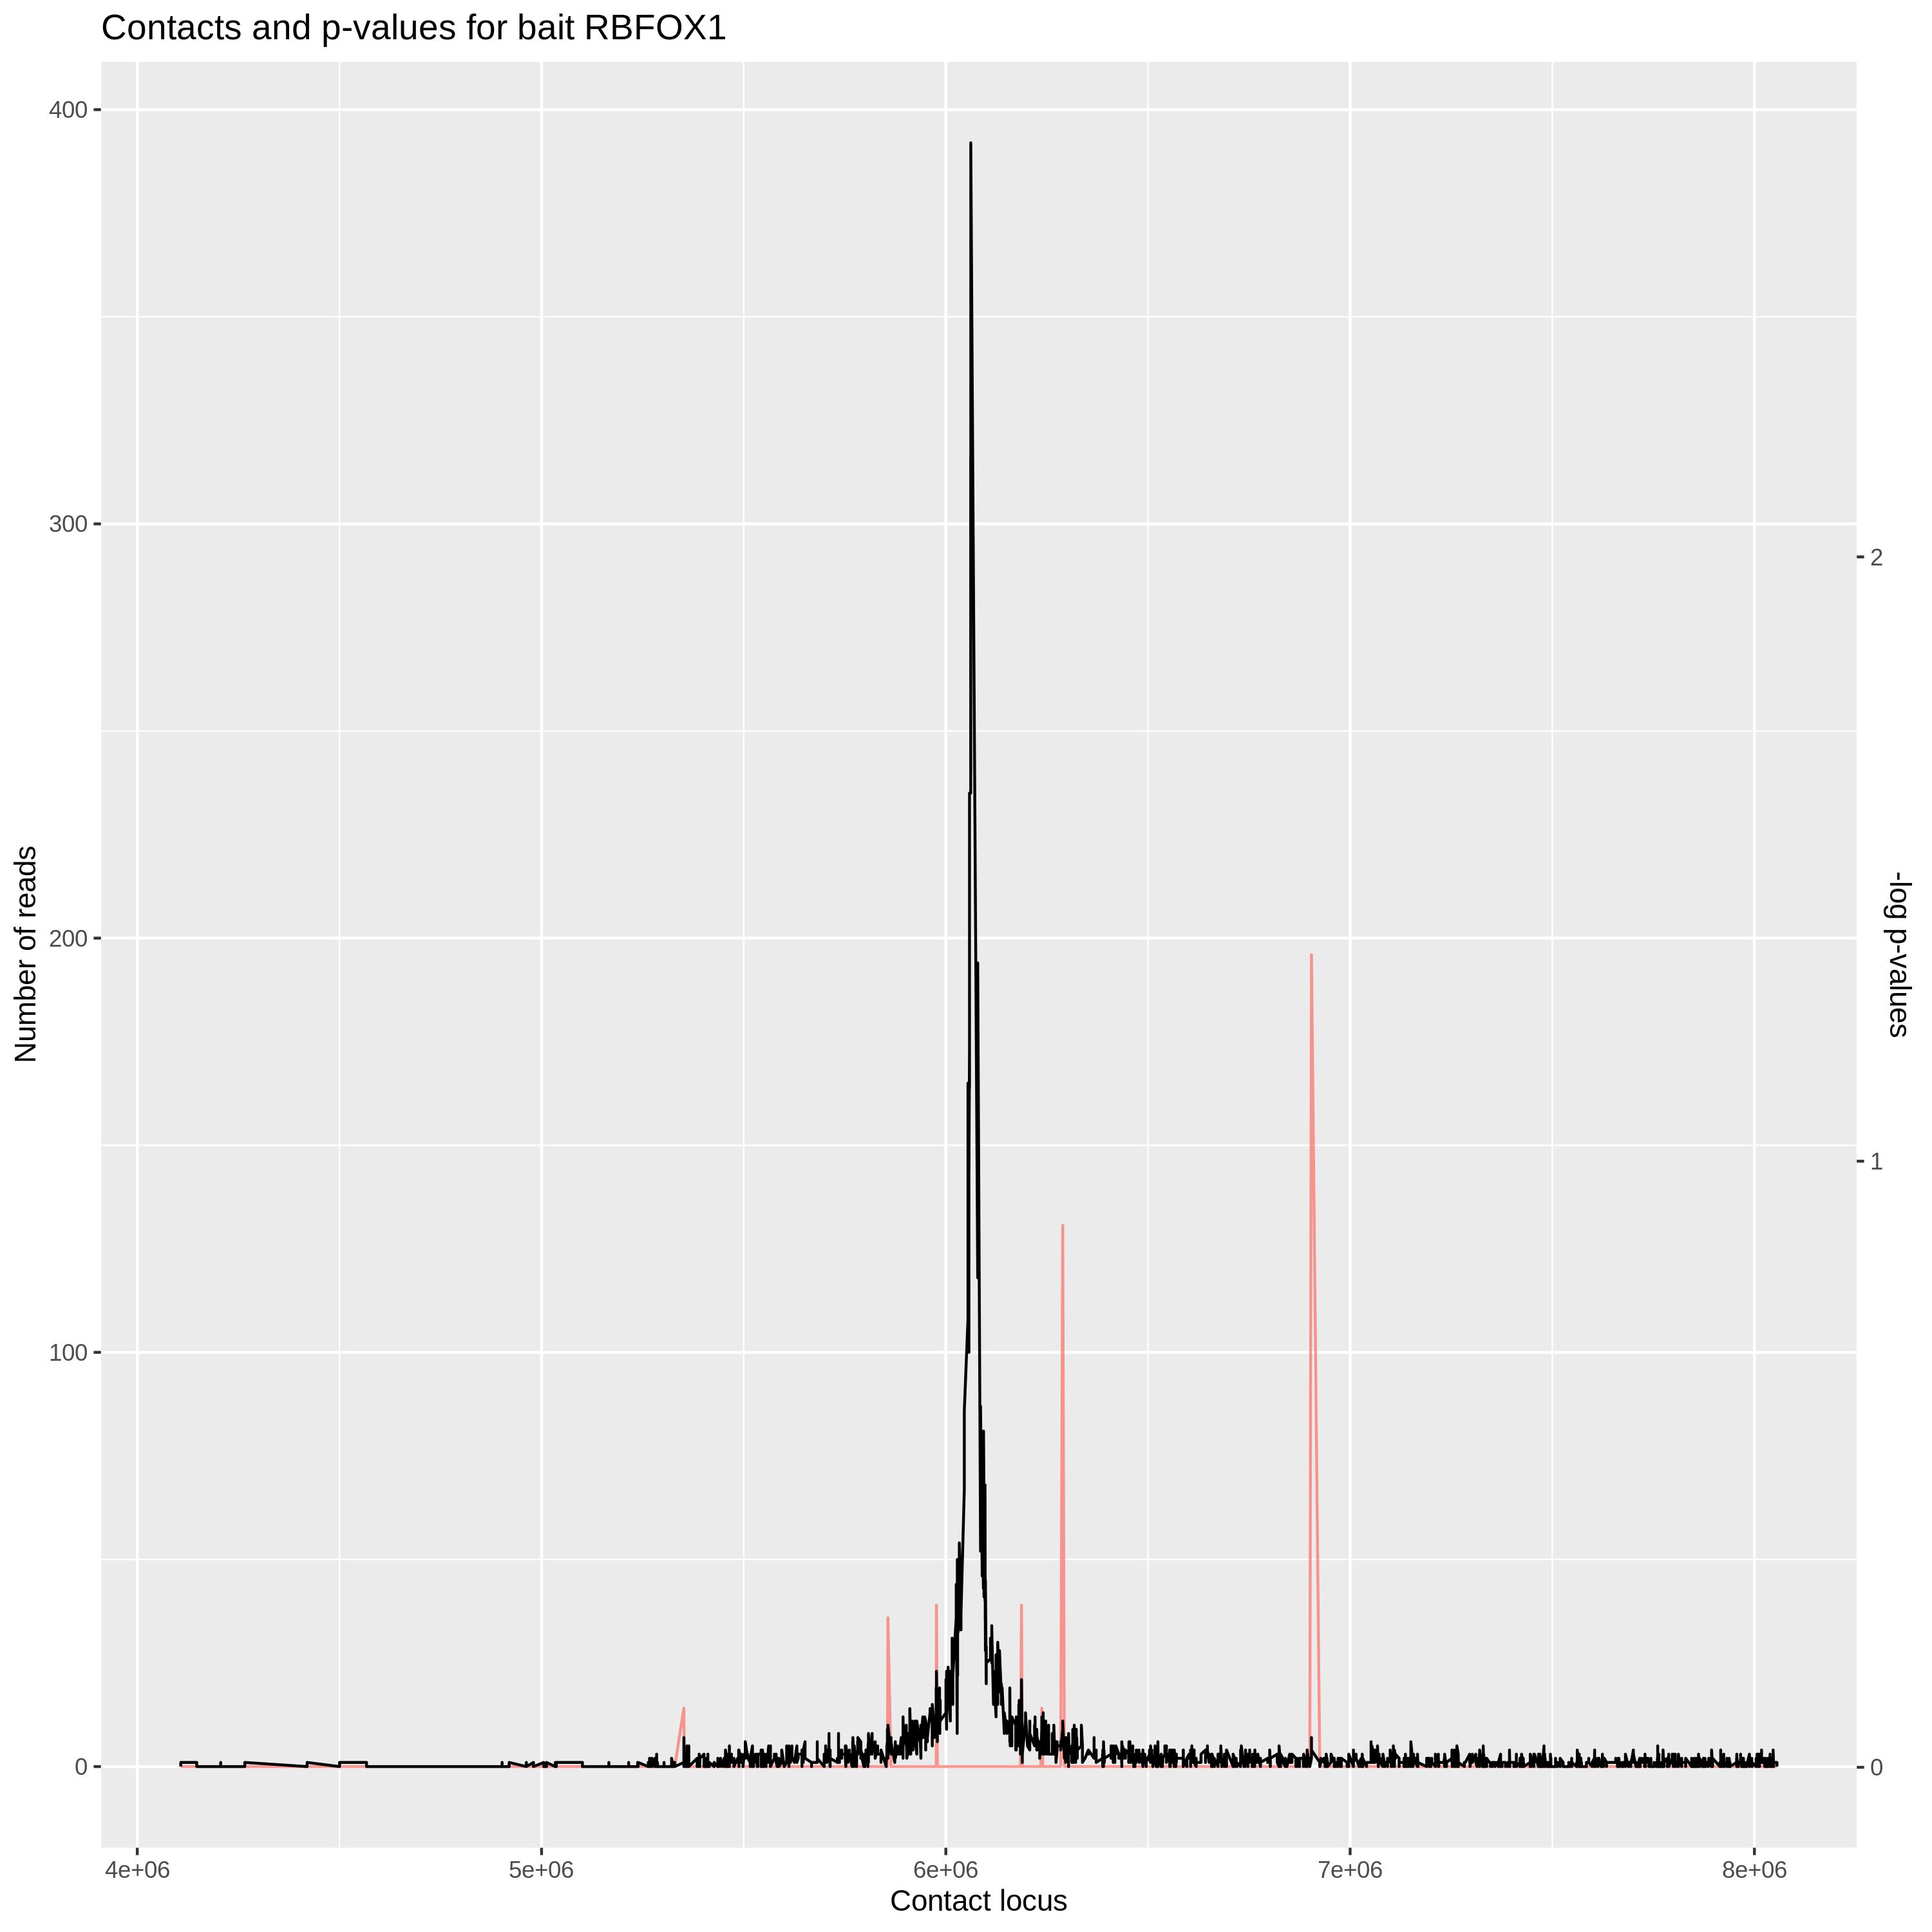 Contacts and p-values for bait RBFOX1
400
300
200
100
0
Number of reads
2
1
0
-log p-values
4e+06 5e+06 6e+06 7e+06 8e+06
Contact locus